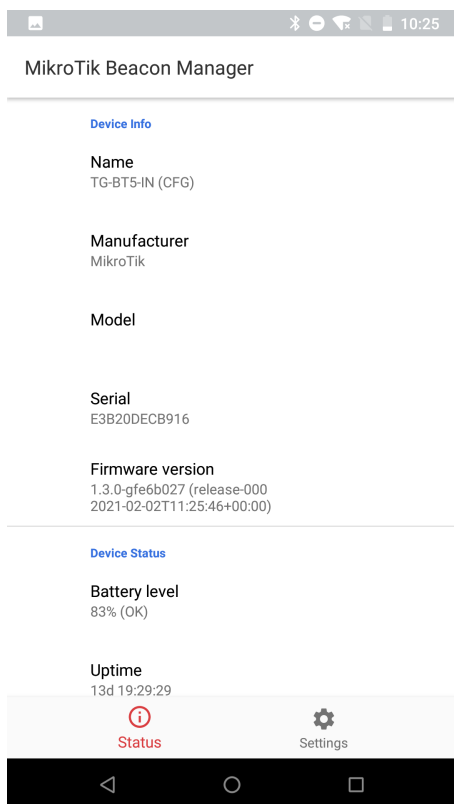 10:25
MikroTik Beacon Manager
Device Info
Name
TG-BT5-IN (CFG)
Manufacturer
MikroTik
Model
Serial
E3B20DECB916
Firmware version
1.3.0-gfe6b027 (release-000
2021-02-02T11:25:46+00:00)
Device Status
Battery level
83% (OK)
Uptime
13d 19:29:29
Status
Settings